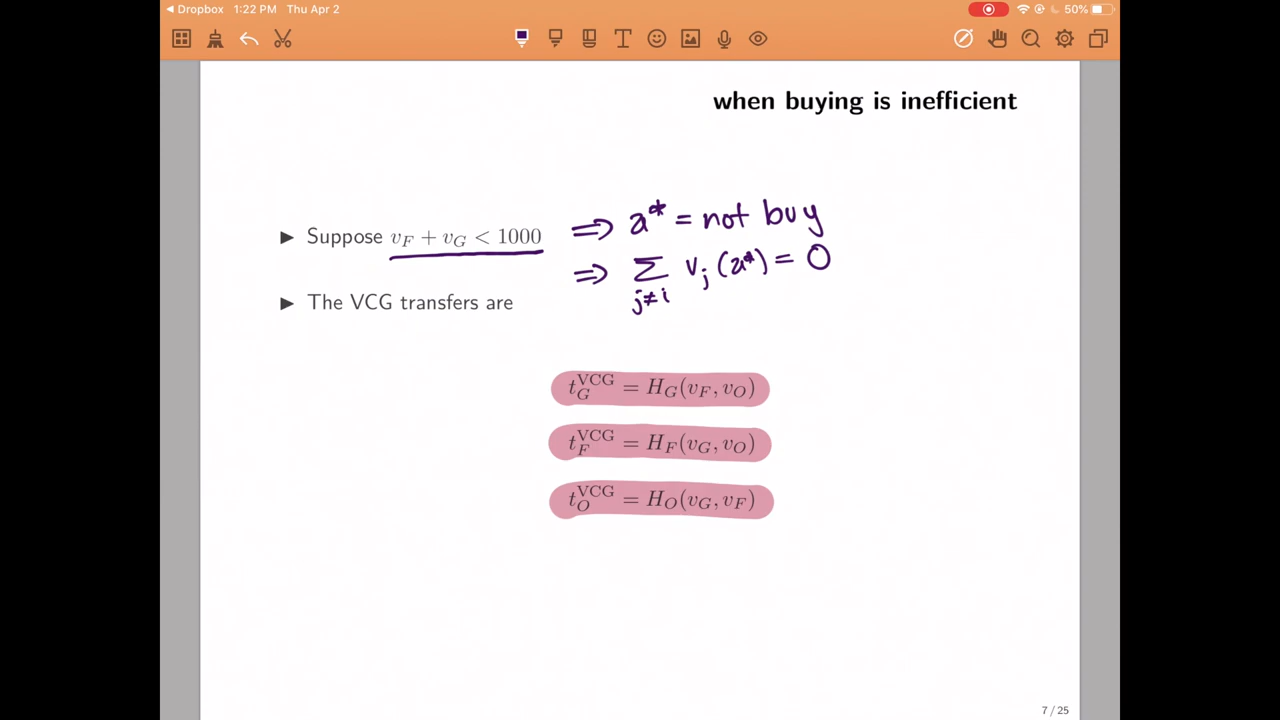 Dropbox 1:22 PM Thu Apr 2 50%
when buying is inefficient
▶ Suppose v_F + v_G < 1000 ⇒ a* = not buy
⇒ Σ_{j≠i} v_j(a*) = 0
▶ The VCG transfers are
t_G^VCG = H_G(v_F, v_O)
t_F^VCG = H_F(v_G, v_O)
t_O^VCG = H_O(v_G, v_F)
7 / 25